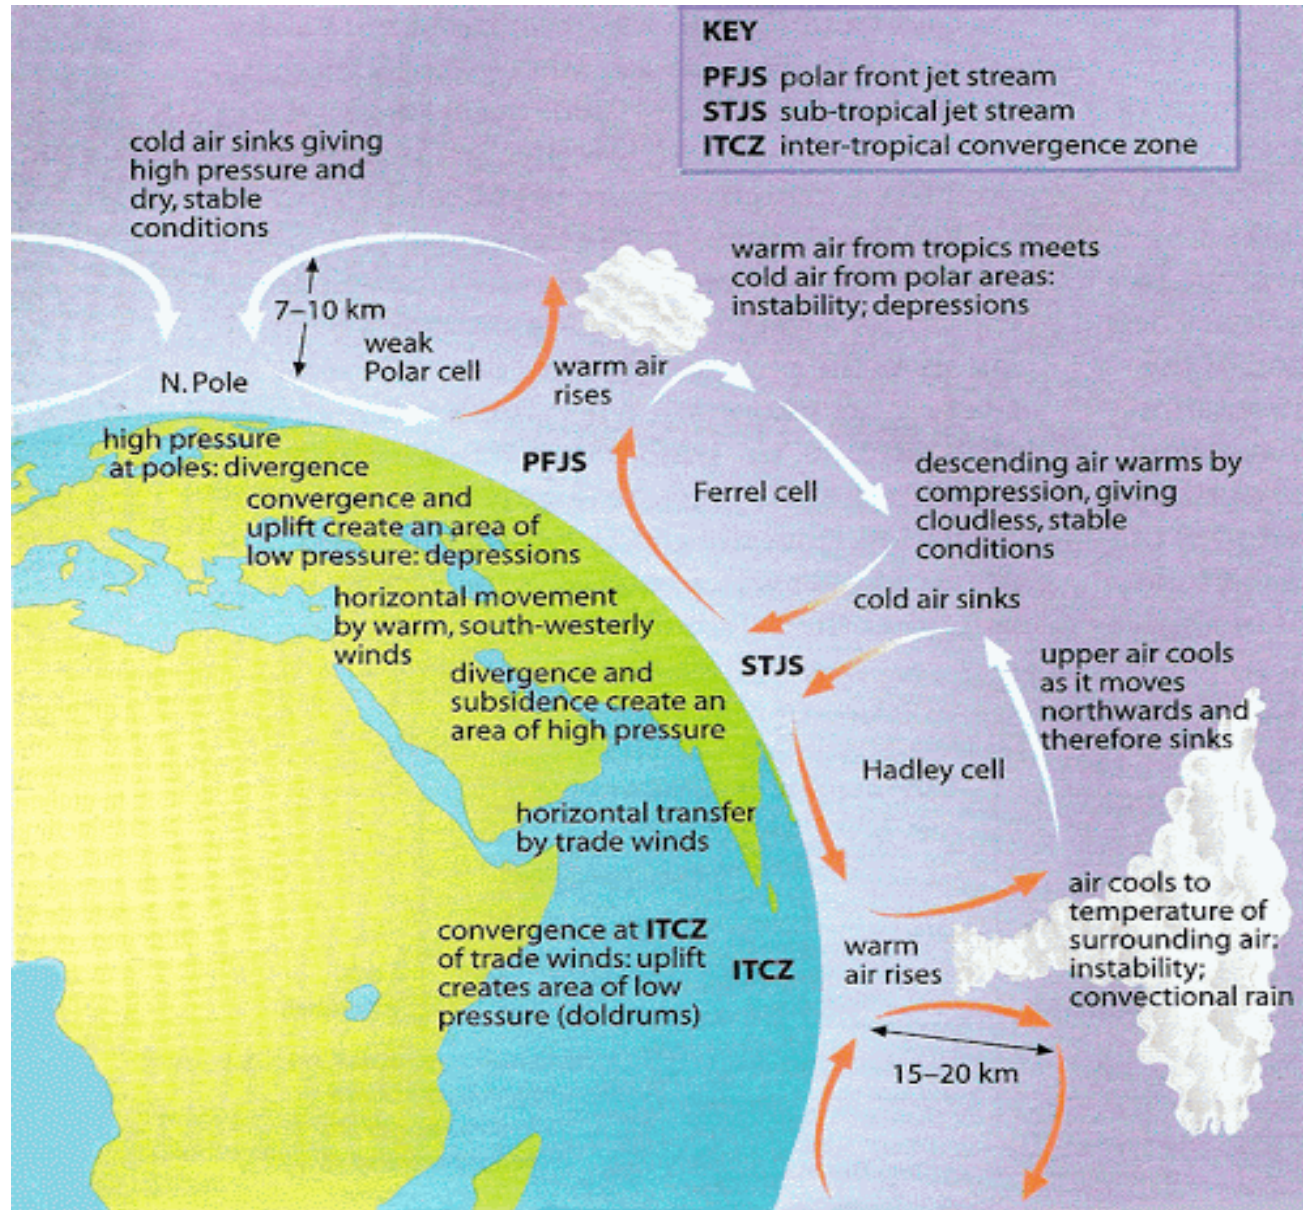 KEY
PFJS polar front jet stream
STJS sub-tropical jet stream
ITCZ inter-tropical convergence zone
cold air sinks giving
high pressure and
dry, stable
conditions
warm air from tropics meets
cold air from polar areas:
instability; depressions
7–10 km
weak
Polar cell
N. Pole
warm air
rises
high pressure
at poles: divergence
PFJS
Ferrel cell
descending air warms by
compression, giving
cloudless, stable
conditions
convergence and
uplift create an area of
low pressure: depressions
cold air sinks
horizontal movement
by warm, south-westerly
winds
STJS
upper air cools
as it moves
northwards and
therefore sinks
divergence and
subsidence create an
area of high pressure
Hadley cell
horizontal transfer
by trade winds
air cools to
temperature of
surrounding air:
instability;
convectional rain
convergence at ITCZ
of trade winds: uplift
creates area of low
pressure (doldrums)
ITCZ
warm
air rises
15–20 km